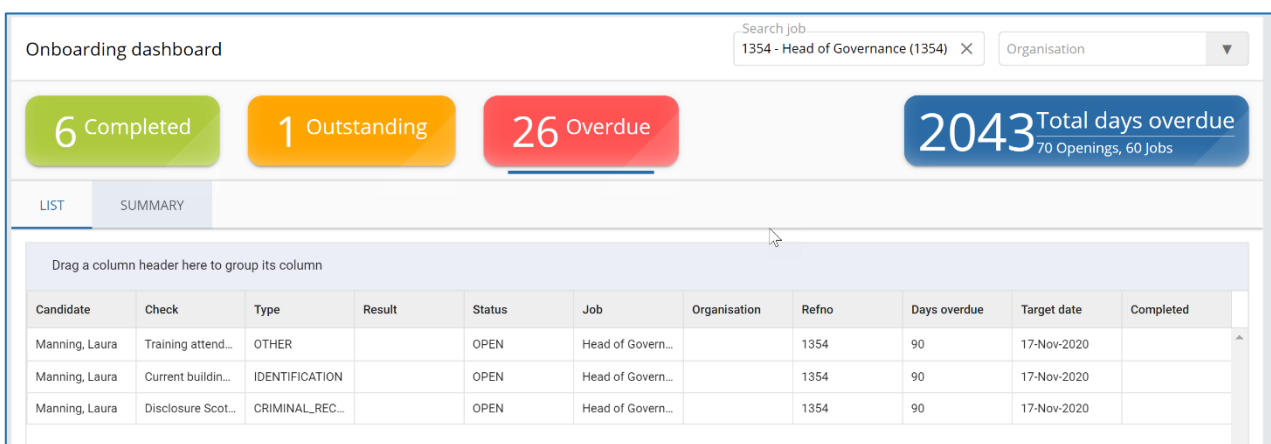 Search job
Onboarding dashboard 1354 - Head of Governance (1354) Organisation
6 Completed 1 Outstanding 26 Overdue 2043 Total days overdue
70 Openings, 60 Jobs
LIST SUMMARY
Drag a column header here to group its column
Candidate Check Type Result Status Job Organisation Refno Days overdue Target date Completed
Manning, Laura Training attend... OTHER OPEN Head of Govern... 1354 90 17-Nov-2020
Manning, Laura Current buildin... IDENTIFICATION OPEN Head of Govern... 1354 90 17-Nov-2020
Manning, Laura Disclosure Scot... CRIMINAL_REC... OPEN Head of Govern... 1354 90 17-Nov-2020